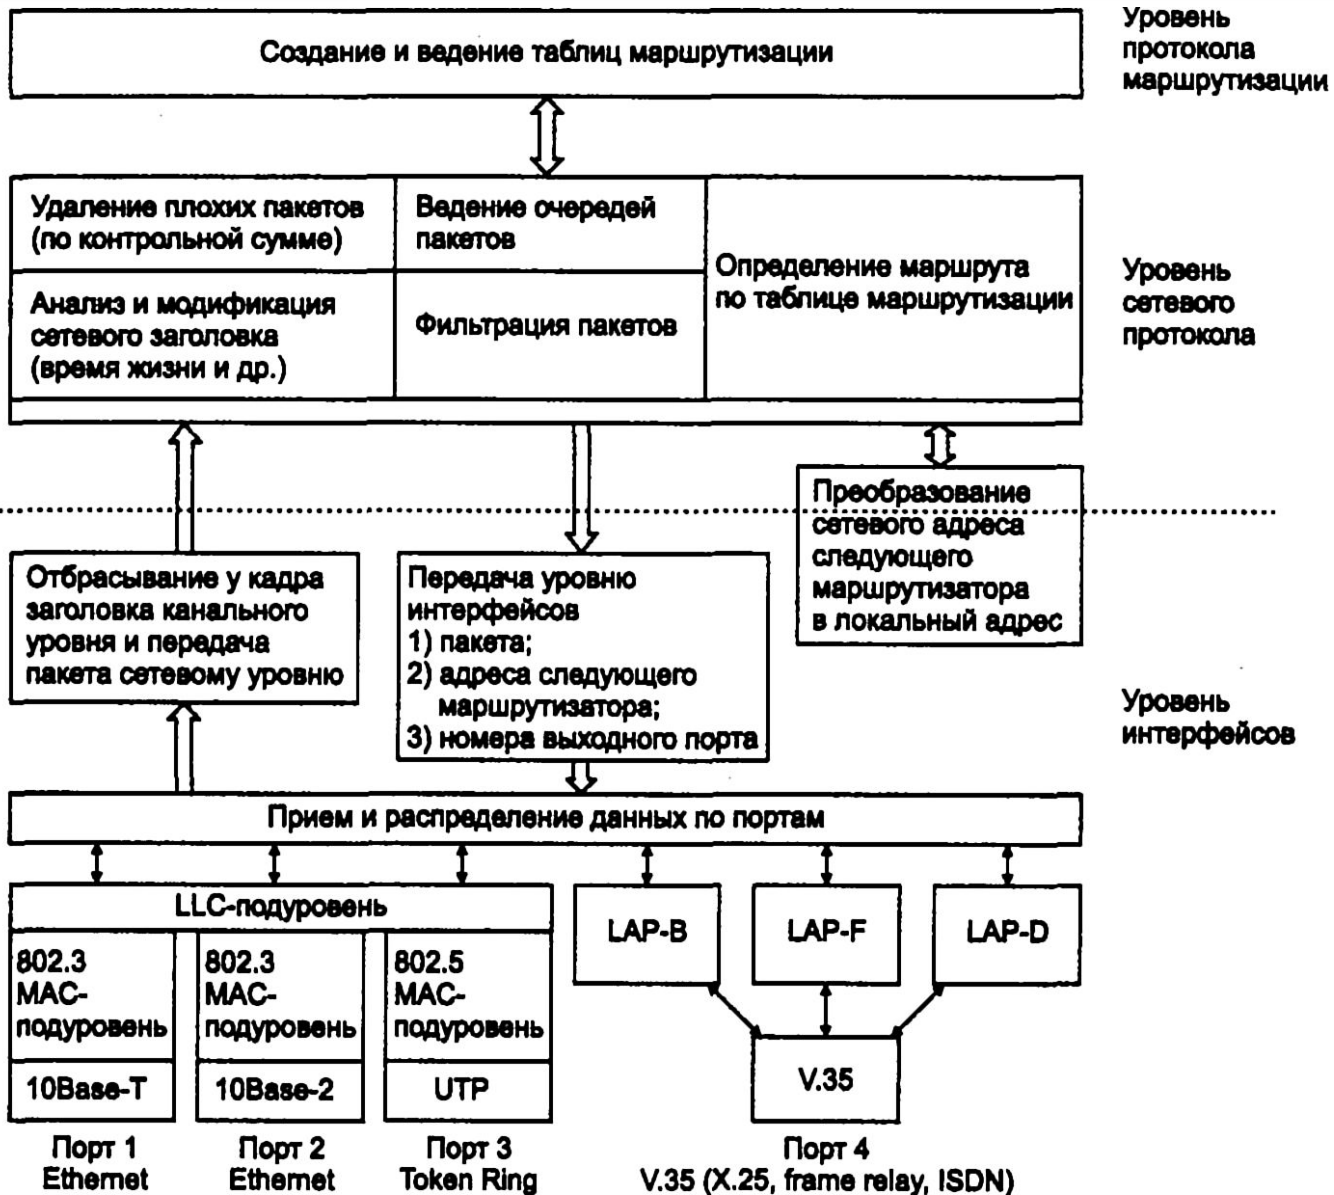 Уровень
протокола
маршрутизации
Создание и ведение таблиц маршрутизации
Удаление плохих пакетов
(по контрольной сумме)
Ведение очередей
пакетов
Определение маршрута
по таблице маршрутизации
Анализ и модификация
сетевого заголовка
(время жизни и др.)
Фильтрация пакетов
Уровень
сетевого
протокола
Преобразование
сетевого адреса
следующего
маршрутизатора
в локальный адрес
Отбрасывание у кадра
заголовка канального
уровня и передача
пакета сетевому уровню
Передача уровню
интерфейсов
1) пакета;
2) адреса следующего
маршрутизатора;
3) номера выходного порта
Уровень
интерфейсов
Прием и распределение данных по портам
LLC-подуровень
802.3
MAC-
подуровень
10Base-T
802.3
MAC-
подуровень
10Base-2
802.5
MAC-
подуровень
UTP
LAP-B
LAP-F
LAP-D
V.35
Порт 1
Ethernet
Порт 2
Ethernet
Порт 3
Token Ring
Порт 4
V.35 (X.25, frame relay, ISDN)